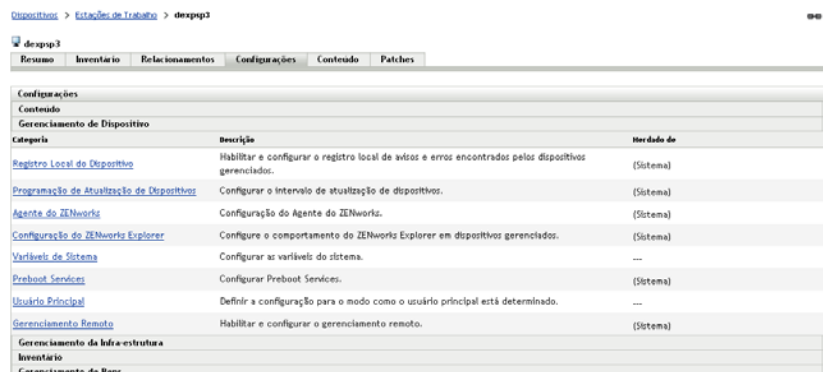 Dispositivos > Estações de Trabalho > dexpsp3
dexpsp3
Resumo Inventário Relacionamentos Configurações Conteúdo Patches
Configurações
Conteúdo
Gerenciamento de Dispositivo
Categoria Descrição Herdado de
Registro Local do Dispositivo Habilitar e configurar o registro local de avisos e erros encontrados pelos dispositivos gerenciados. (Sistema)
Programação de Atualização de Dispositivos Configurar o intervalo de atualização de dispositivos. (Sistema)
Agente do ZENworks Configuração do Agente do ZENworks. (Sistema)
Configuração do ZENworks Explorer Configure o comportamento do ZENworks Explorer em dispositivos gerenciados. (Sistema)
Variáveis de Sistema Configurar as variáveis do sistema. ---
Preboot Services Configurar Preboot Services. (Sistema)
Usuário Principal Definir a configuração para o modo como o usuário principal está determinado. ---
Gerenciamento Remoto Habilitar e configurar o gerenciamento remoto. (Sistema)
Gerenciamento da Infra-estrutura
Inventário
Gerenciamento de Bens